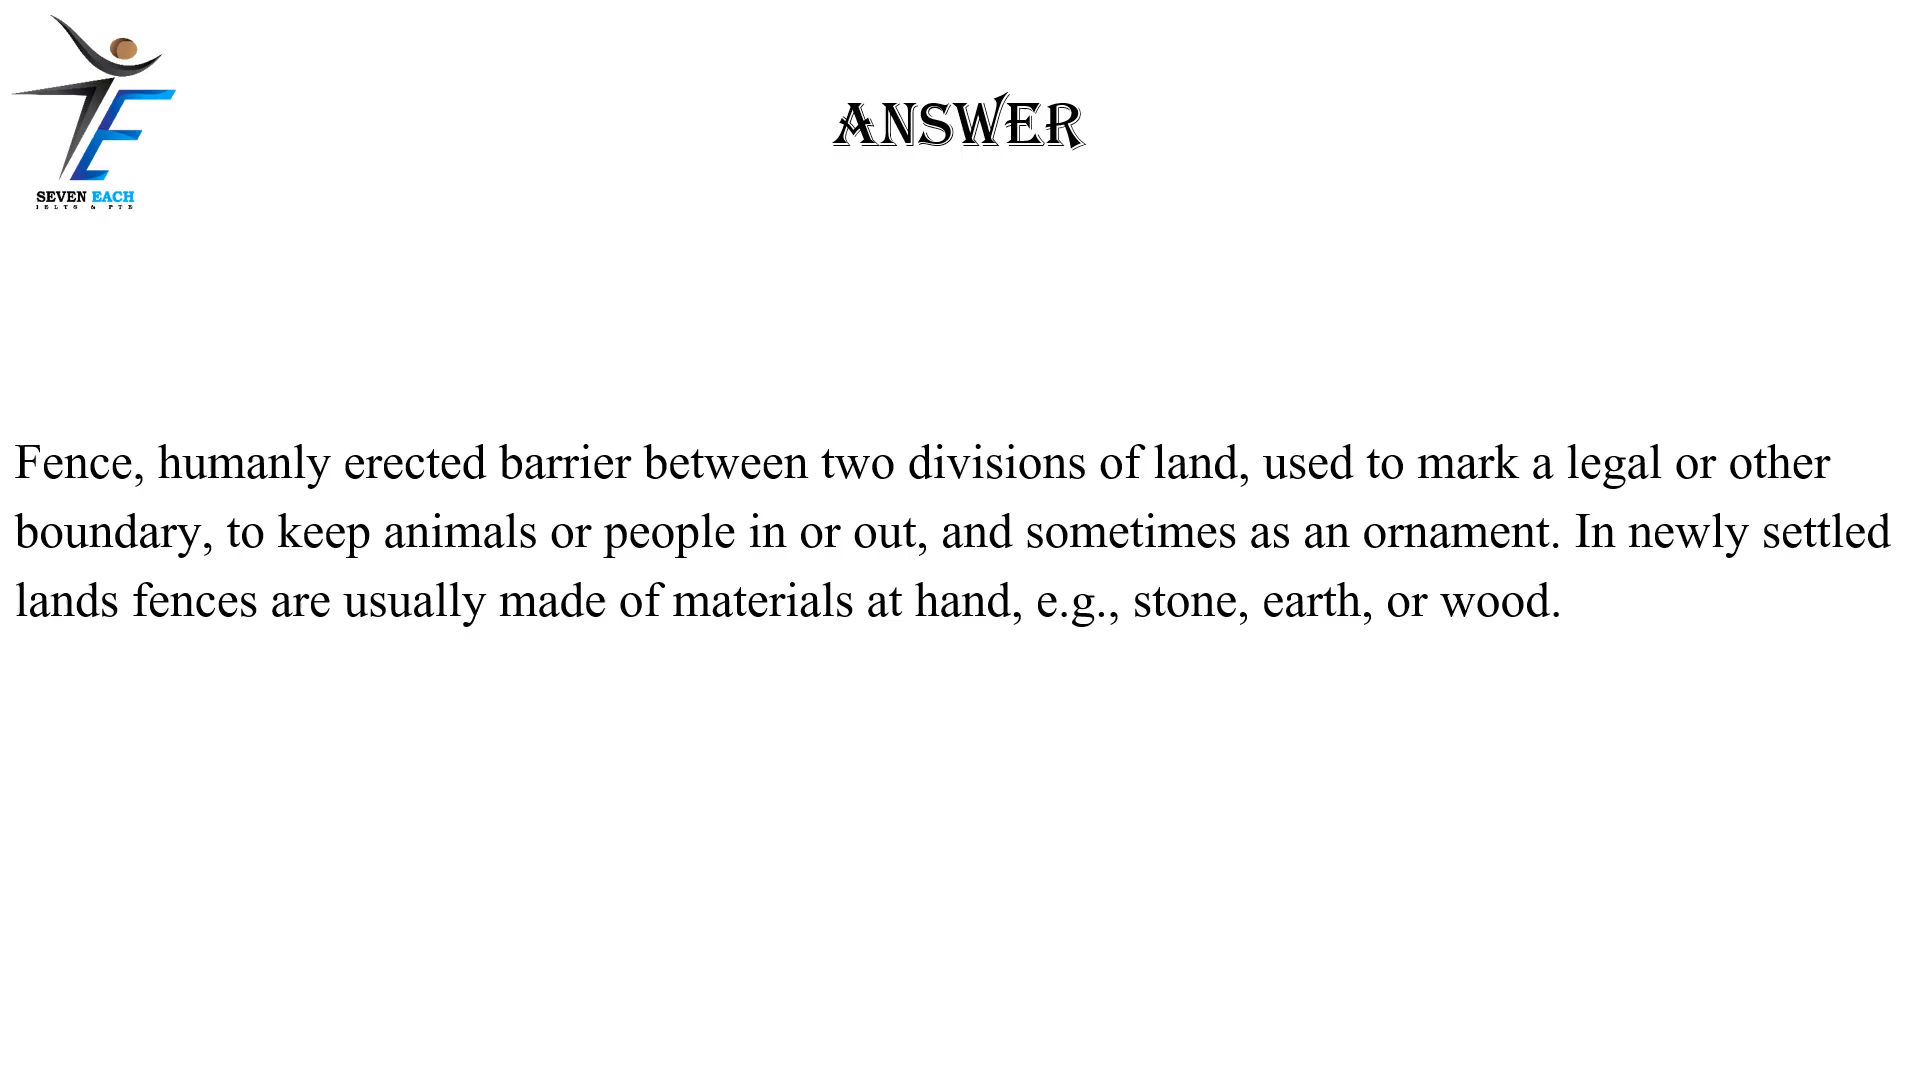 SEVEN EACH
IELTS & PTE
ANSWER
Fence, humanly erected barrier between two divisions of land, used to mark a legal or other
boundary, to keep animals or people in or out, and sometimes as an ornament. In newly settled
lands fences are usually made of materials at hand, e.g., stone, earth, or wood.